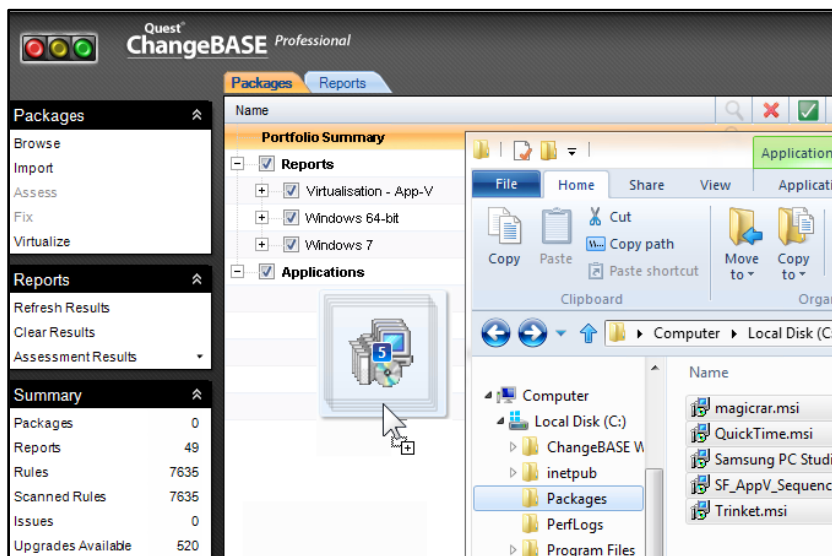 Quest®
ChangeBASE Professional
Packages Reports
Packages
Browse
Import
Assess
Fix
Virtualize
Reports
Refresh Results
Clear Results
Assessment Results
Summary
Packages 0
Reports 49
Rules 7635
Scanned Rules 7635
Issues 0
Upgrades Available 520
Name
Portfolio Summary
Reports
Virtualisation - App-V
Windows 64-bit
Windows 7
Applications
5
Application
File Home Share View Applicati
Copy
Paste
Cut
Copy path
Paste shortcut
Clipboard
Move to
Copy to
Orga
Computer Local Disk (C:
Computer
Local Disk (C:)
ChangeBASE W
inetpub
Packages
PerfLogs
Program Files
Name
magicrar.msi
QuickTime.msi
Samsung PC Studi
SF_AppV_Sequenc
Trinket.msi